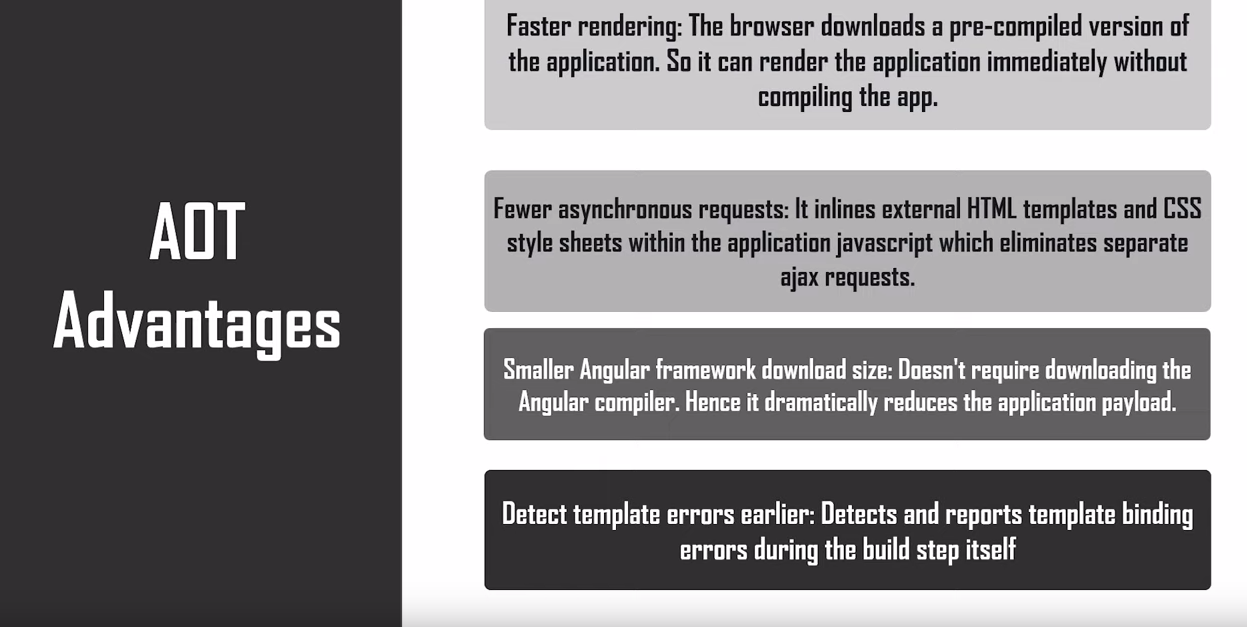 AOT
Advantages
Faster rendering: The browser downloads a pre-compiled version of
the application. So it can render the application immediately without
compiling the app.
Fewer asynchronous requests: It inlines external HTML templates and CSS
style sheets within the application javascript which eliminates separate
ajax requests.
Smaller Angular framework download size: Doesn't require downloading the
Angular compiler. Hence it dramatically reduces the application payload.
Detect template errors earlier: Detects and reports template binding
errors during the build step itself